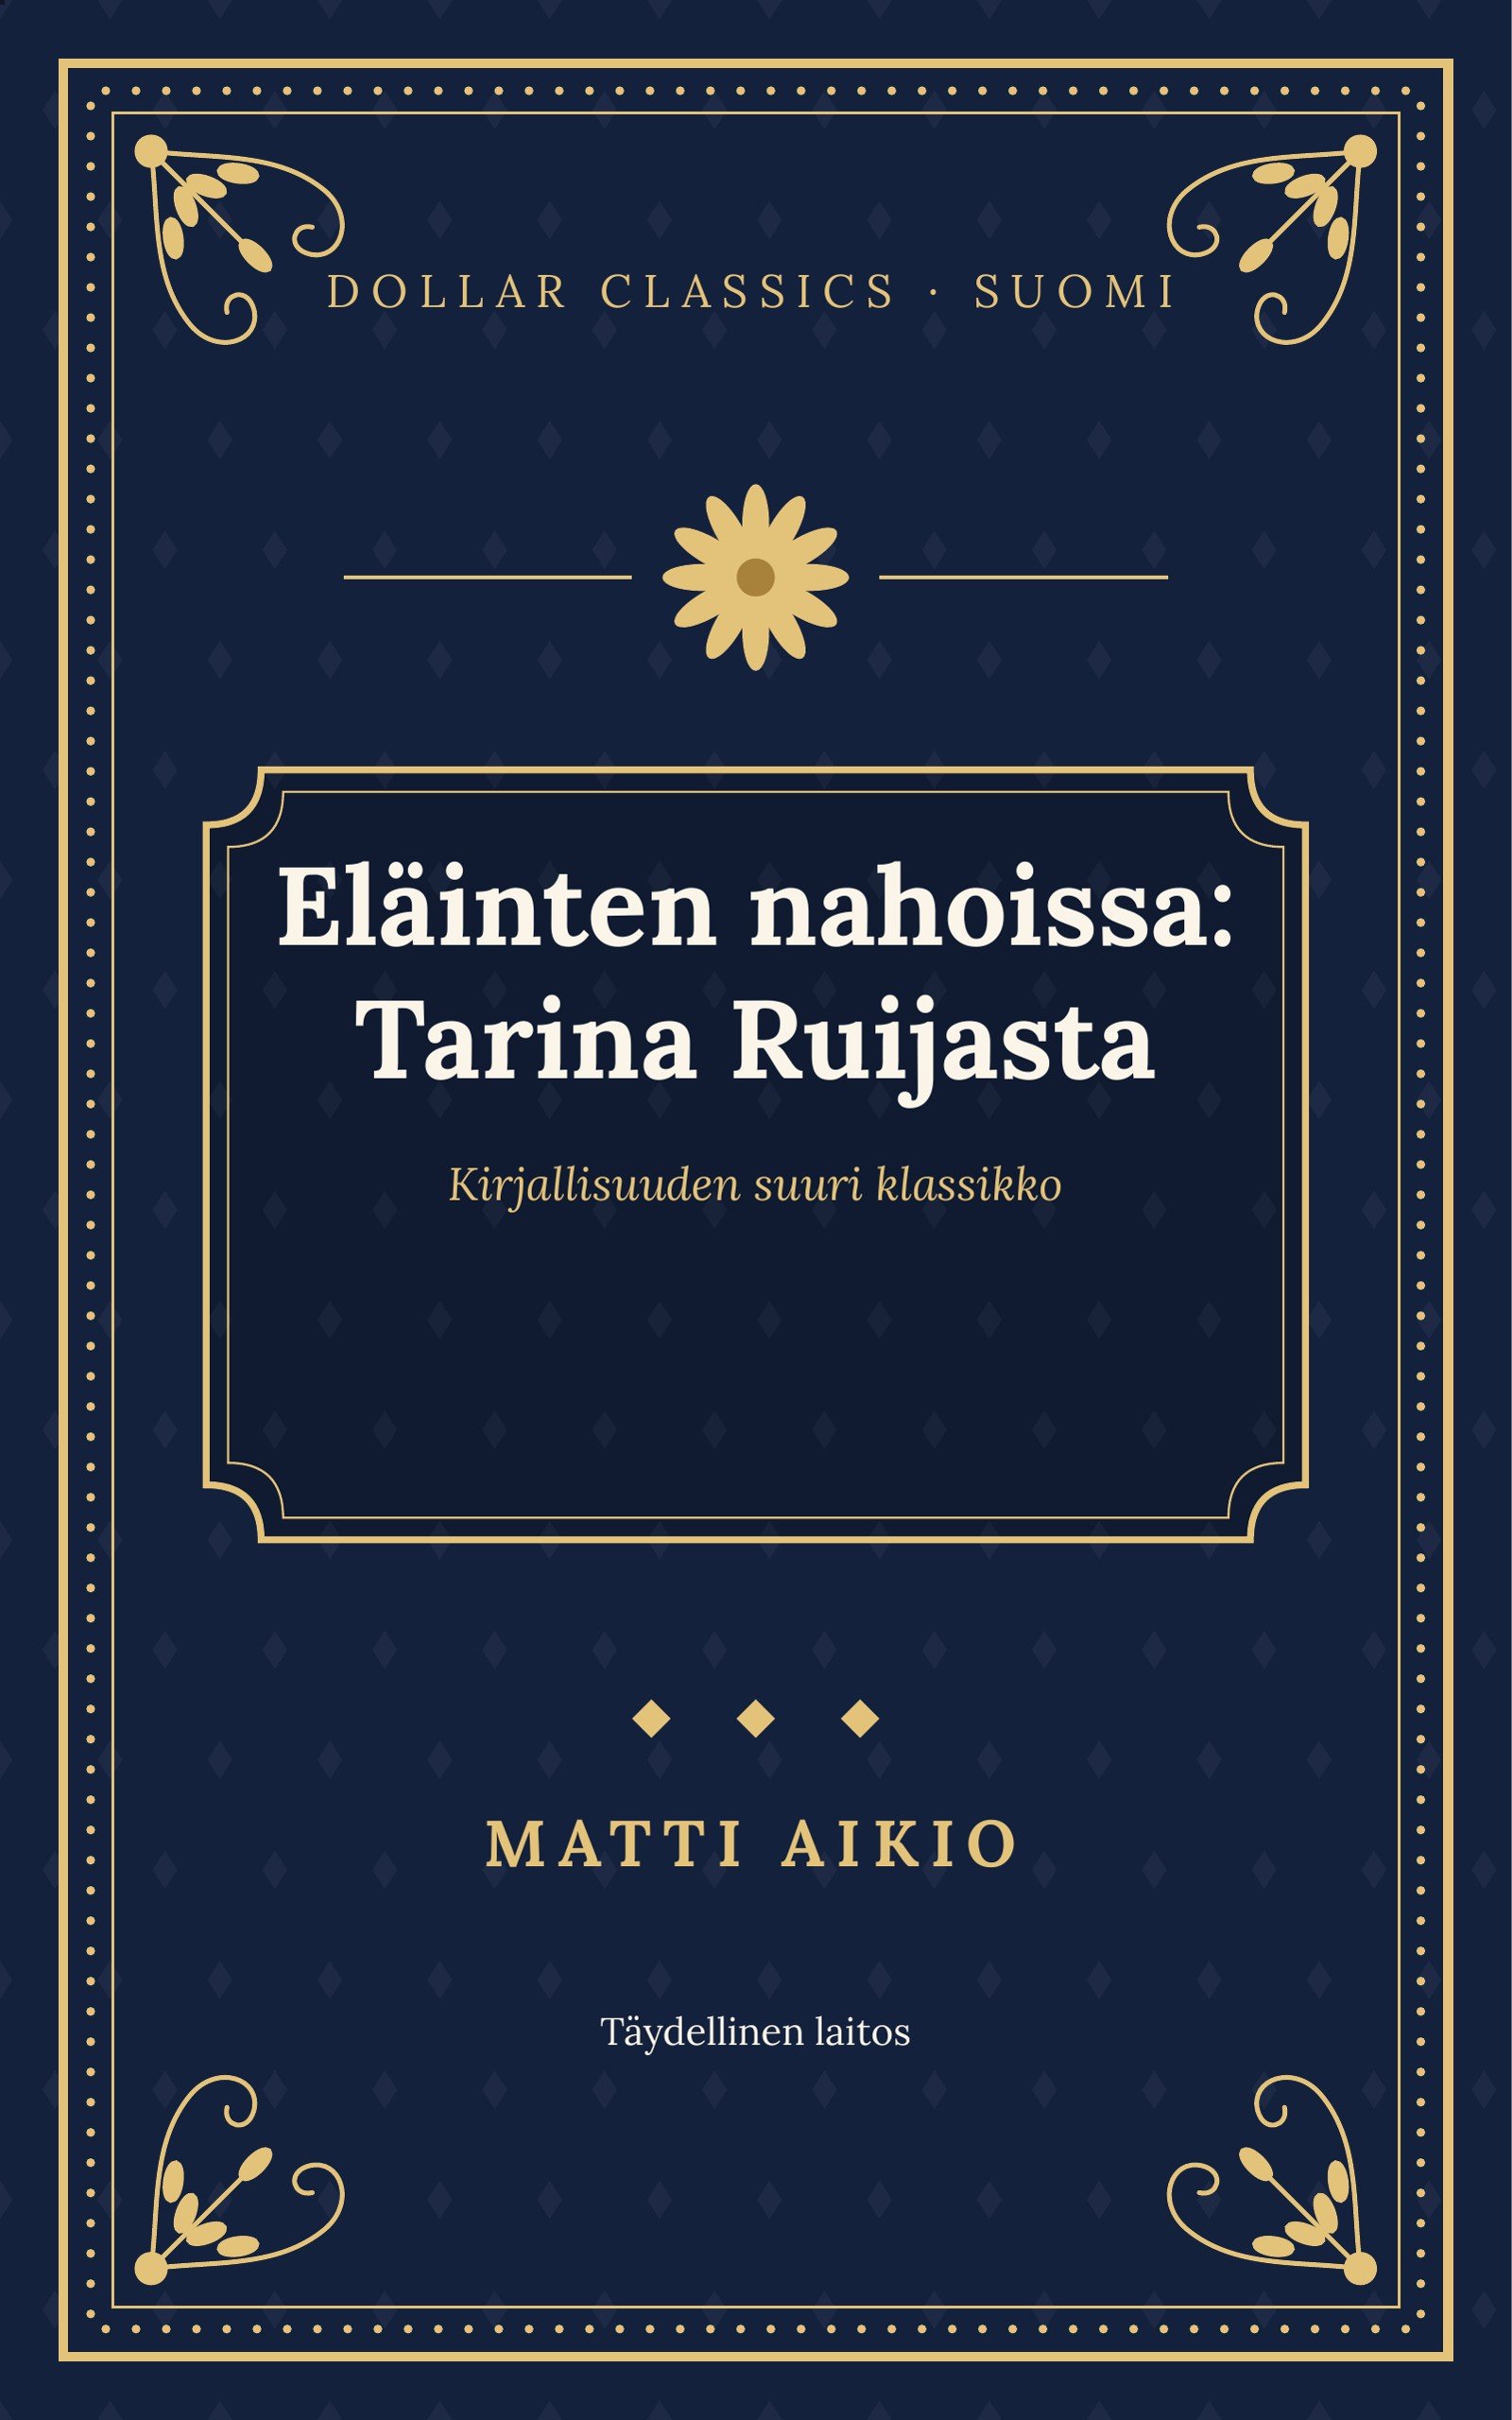 DOLLAR CLASSICS · SUOMI
Eläinten nahoissa:
Tarina Ruijasta
Kirjallisuuden suuri klassikko
MATTI AIKIO
Täydellinen laitos